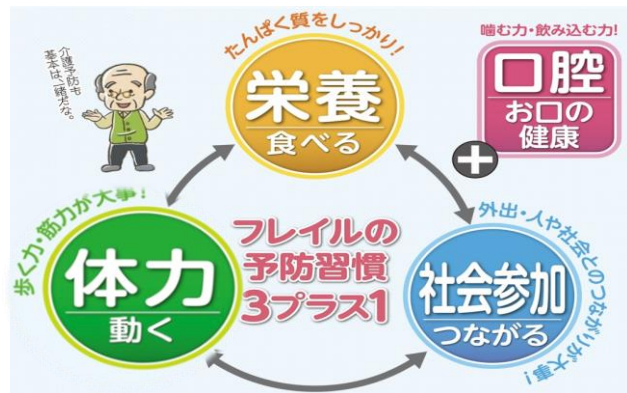 介護予防も
基本は、一緒だな。
たんぱく質をしっかり!
栄養
食べる
噛む力・飲み込む力!
口腔
お口の
健康
+
歩く力・筋力が大事!
体力
動く
フレイルの
予防習慣
3プラス1
外出・人や社会とのつながりが大事!
社会参加
つながる